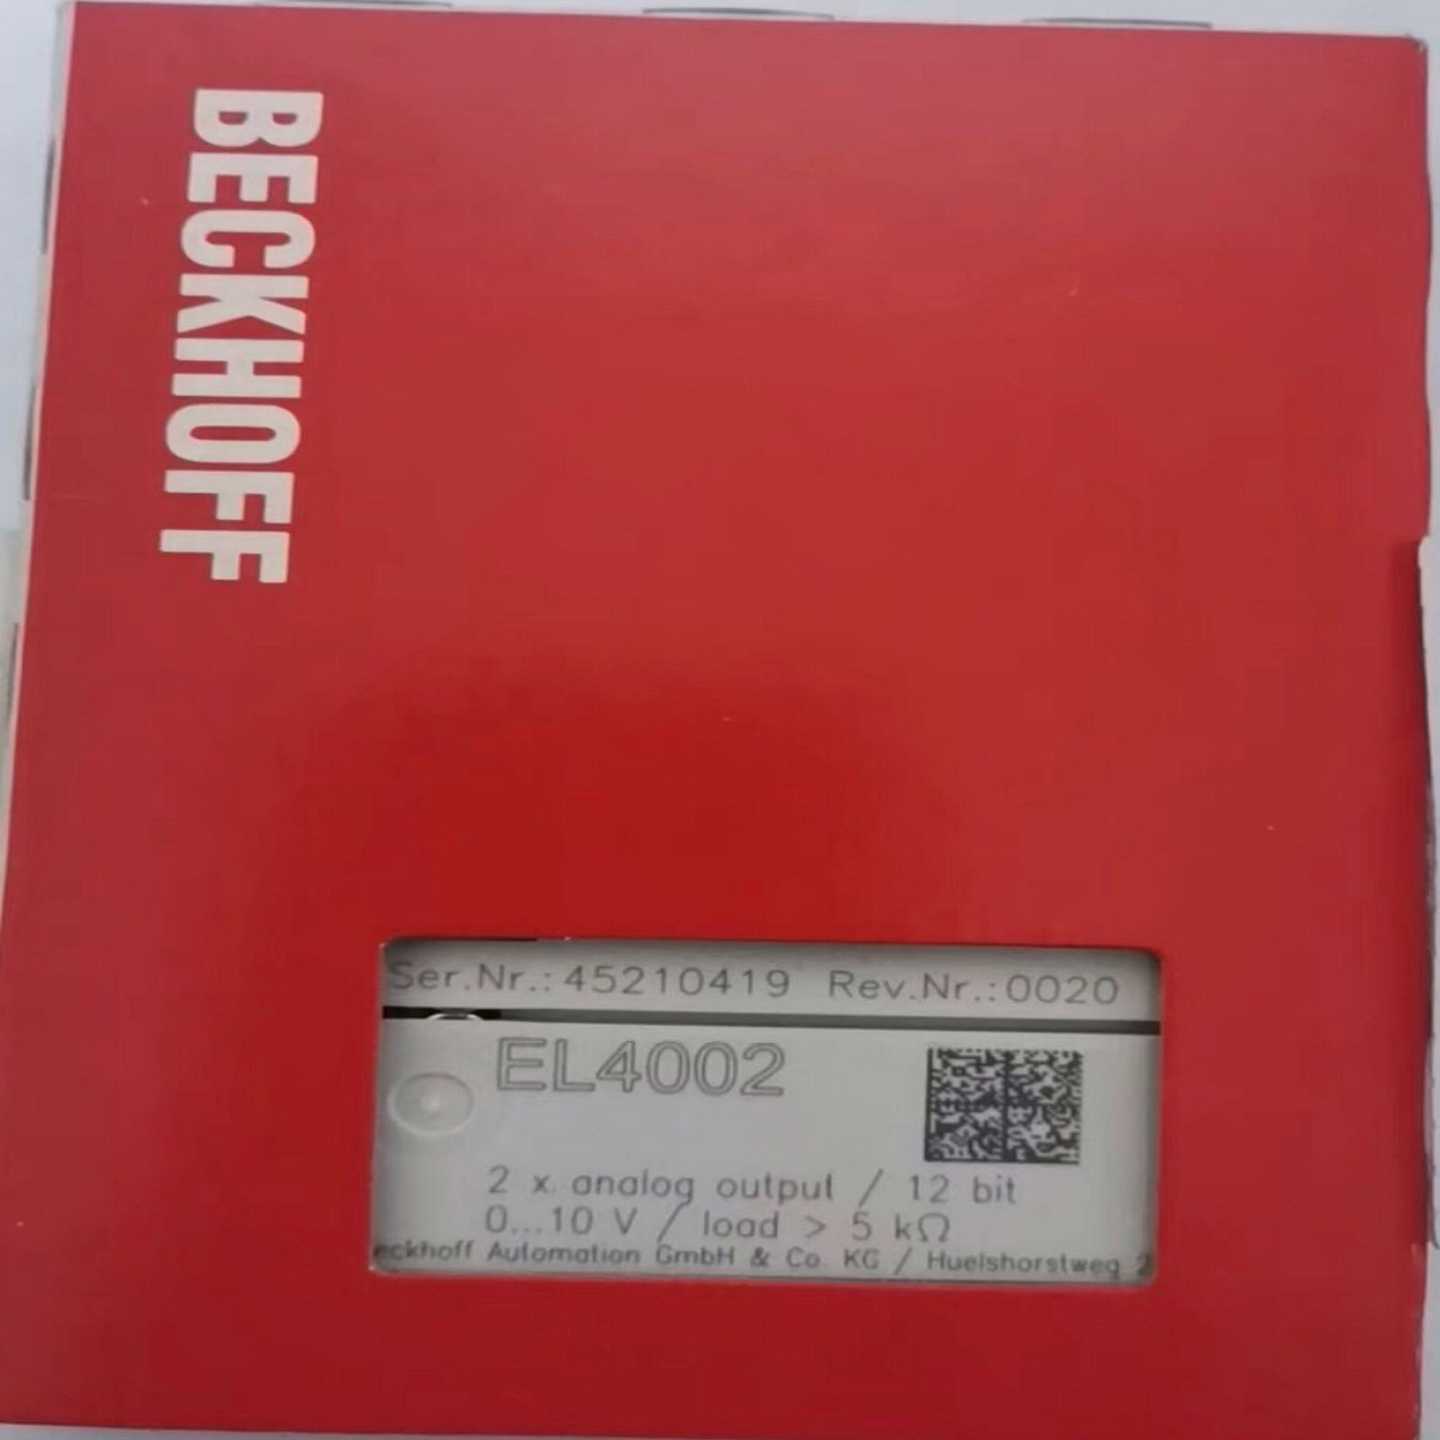 BECKHOFF
Ser.Nr.: 45210419 Rev.Nr.: 0020
EL4002
2 x analog output / 12 bit
0...10 V / load > 5 kΩ
eckhoff Automation GmbH & Co. KG / Huelshorstweg 2